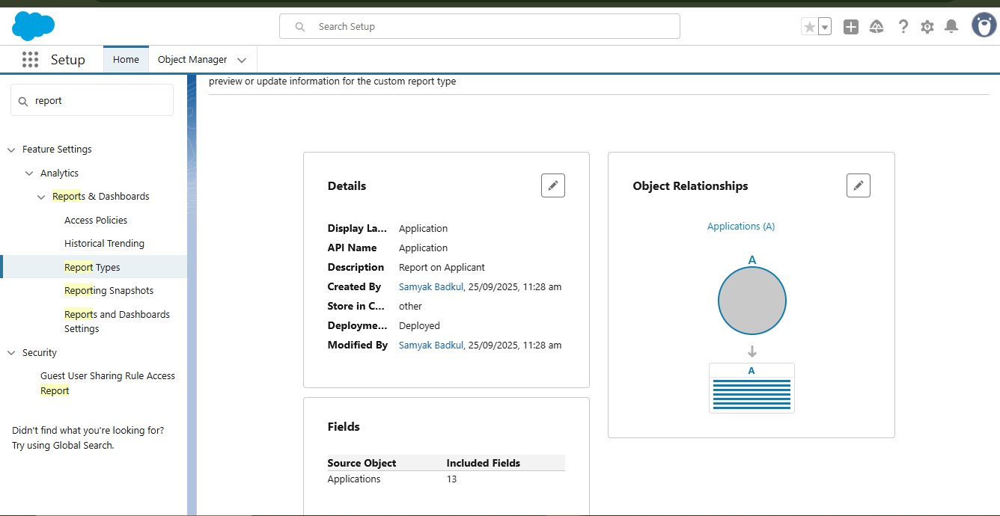 Search Setup
Setup
Home
Object Manager
preview or update information for the custom report type
report
Feature Settings
Analytics
Reports & Dashboards
Access Policies
Historical Trending
Report Types
Reporting Snapshots
Reports and Dashboards
Settings
Security
Guest User Sharing Rule Access
Report
Didn't find what you're looking for?
Try using Global Search.
Details
Display La... Application
API Name Application
Description Report on Applicant
Created By Samyak Badkul, 25/09/2025, 11:28 am
Store in C... other
Deployme... Deployed
Modified By Samyak Badkul, 25/09/2025, 11:28 am
Fields
Source Object Included Fields
Applications 13
Object Relationships
Applications (A)
A
A